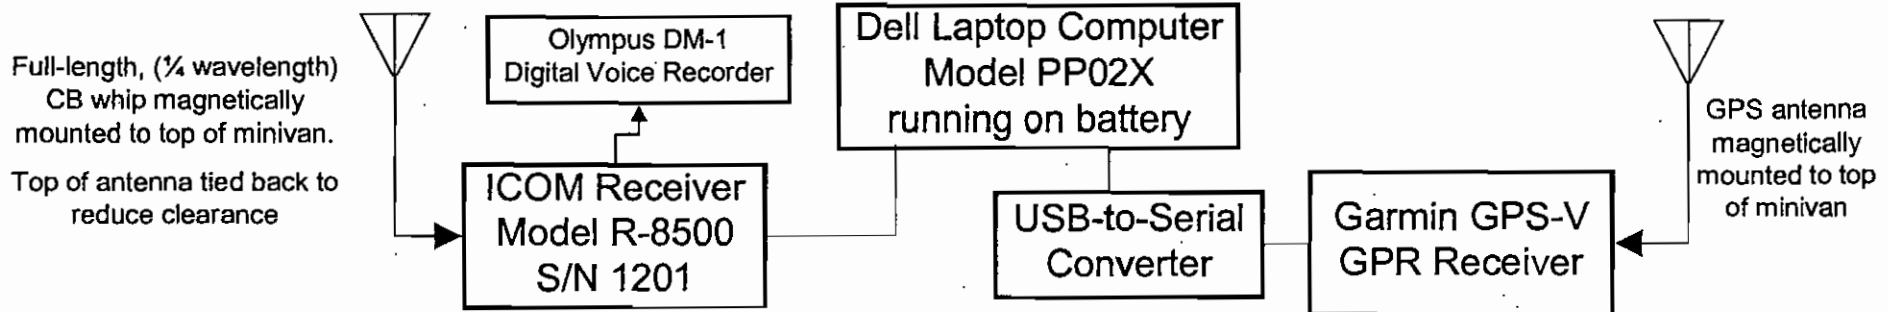 Full-length, (¼ wavelength)
CB whip magnetically
mounted to top of minivan.
Top of antenna tied back to
reduce clearance
Olympus DM-1
Digital Voice Recorder
ICOM Receiver
Model R-8500
S/N 1201
Dell Laptop Computer
Model PP02X
running on battery
USB-to-Serial
Converter
Garmin GPS-V
GPR Receiver
GPS antenna
magnetically
mounted to top
of minivan